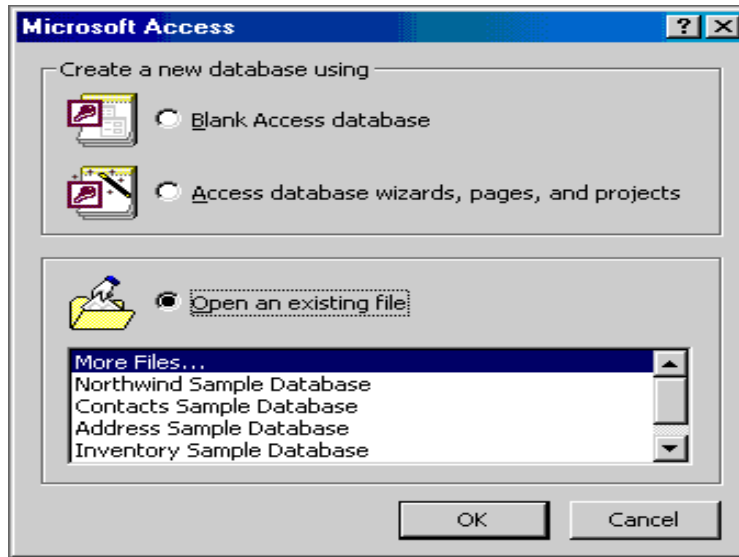 Microsoft Access
Create a new database using
Blank Access database
Access database wizards, pages, and projects
Open an existing file
More Files...
Northwind Sample Database
Contacts Sample Database
Address Sample Database
Inventory Sample Database
OK Cancel